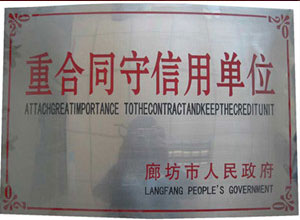 重合同守信用单位
ATTACHGREATIMPORTANCE TOTHECONTRACTANDKEEPTHECREDITUNIT
廊坊市人民政府
LANGFANG PEOPLE'S GOVERNMENT